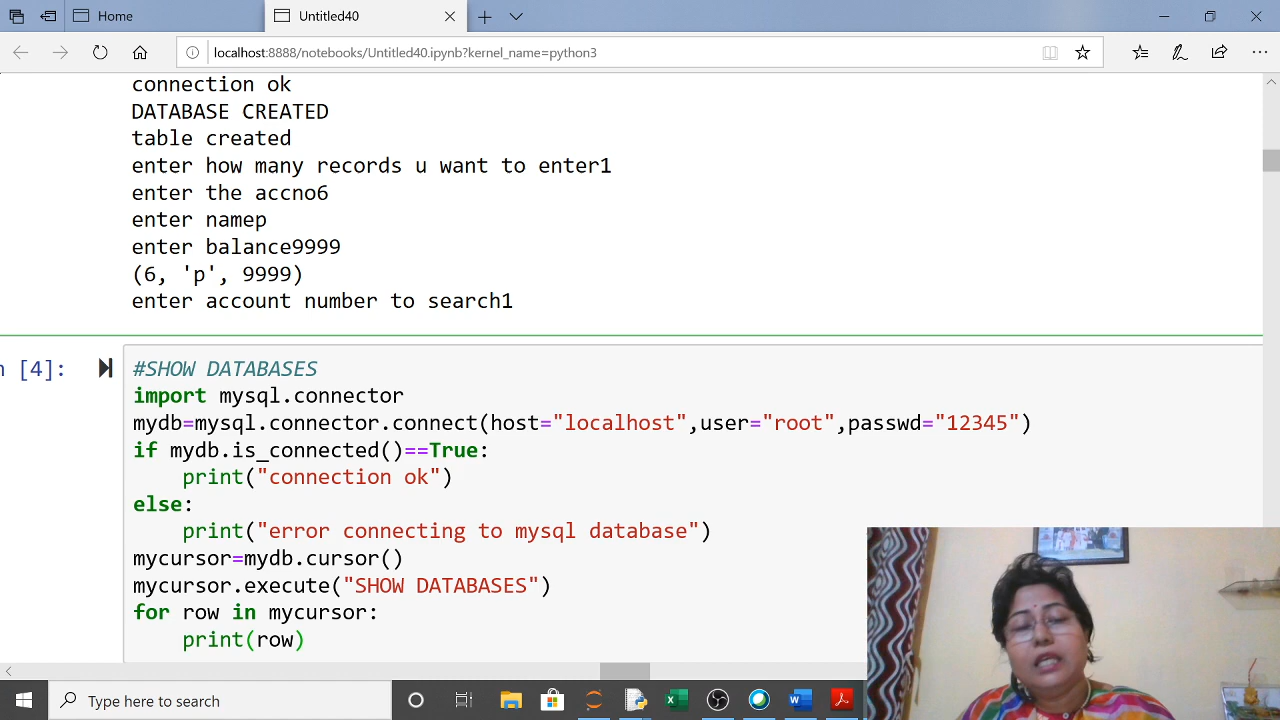 Home
Untitled40
localhost:8888/notebooks/Untitled40.ipynb?kernel_name=python3
connection ok
DATABASE CREATED
table created
enter how many records u want to enter1
enter the accno6
enter namep
enter balance9999
(6, 'p', 9999)
enter account number to search1
n [4]:
#SHOW DATABASES
import mysql.connector
mydb=mysql.connector.connect(host="localhost",user="root",passwd="12345")
if mydb.is_connected()==True:
    print("connection ok")
else:
    print("error connecting to mysql database")
mycursor=mydb.cursor()
mycursor.execute("SHOW DATABASES")
for row in mycursor:
    print(row)
Type here to search